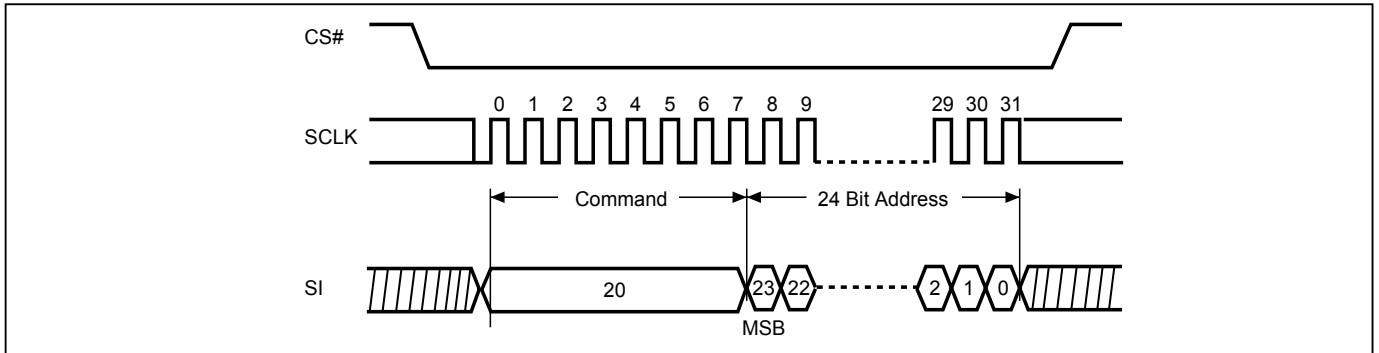 CS#
0 1 2 3 4 5 6 7 8 9 29 30 31
SCLK
Command 24 Bit Address
SI 20 23 22 2 1 0
MSB